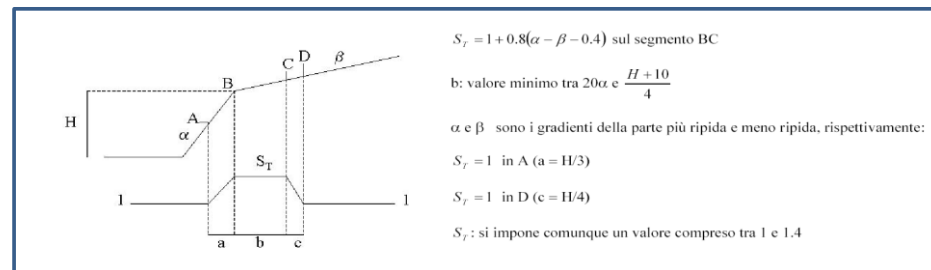 C D β
B
H
A
α
S_T
1
1
a b c
S_T = 1 + 0.8(α − β − 0.4) sul segmento BC
b: valore minimo tra 20α e (H + 10)/4
α e β sono i gradienti della parte più ripida e meno ripida, rispettivamente:
S_T = 1 in A (a = H/3)
S_T = 1 in D (c = H/4)
S_T : si impone comunque un valore compreso tra 1 e 1.4